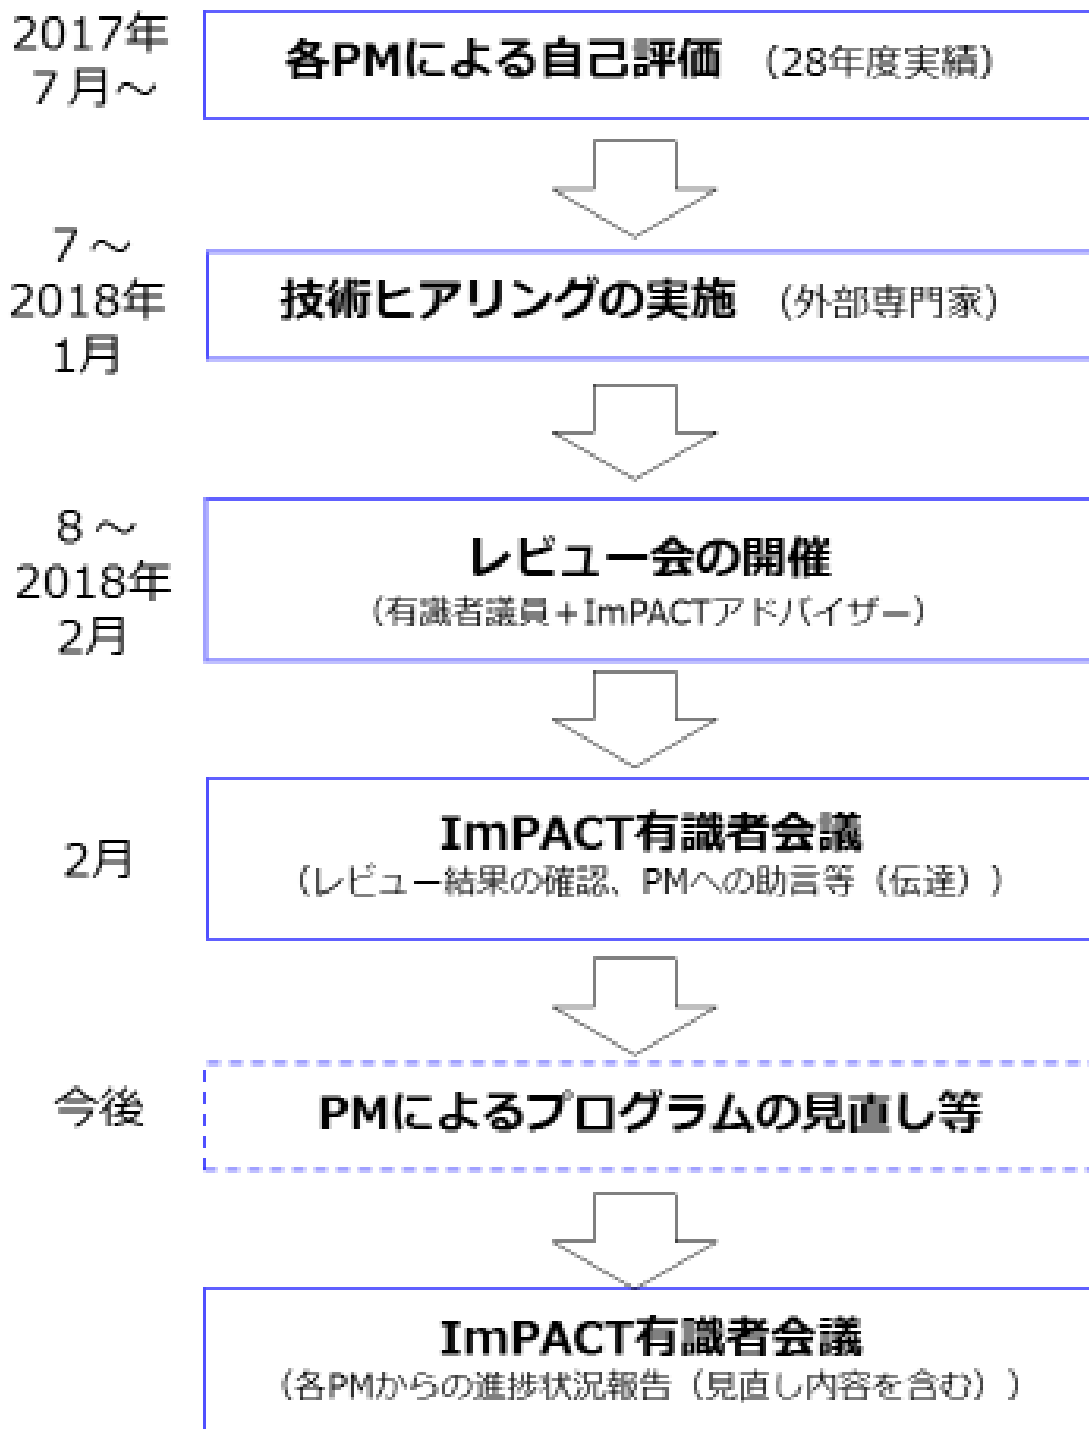 2017年
7月～
各PMによる自己評価 （28年度実績）
7～
2018年
1月
技術ヒアリングの実施 （外部専門家）
8～
2018年
2月
レビュー会の開催
（有識者議員＋ImPACTアドバイザー）
2月
ImPACT有識者会議
（レビュー結果の確認、PMへの助言等（伝達））
今後
PMによるプログラムの見直し等
ImPACT有識者会議
（各PMからの進捗状況報告（見直し内容を含む））